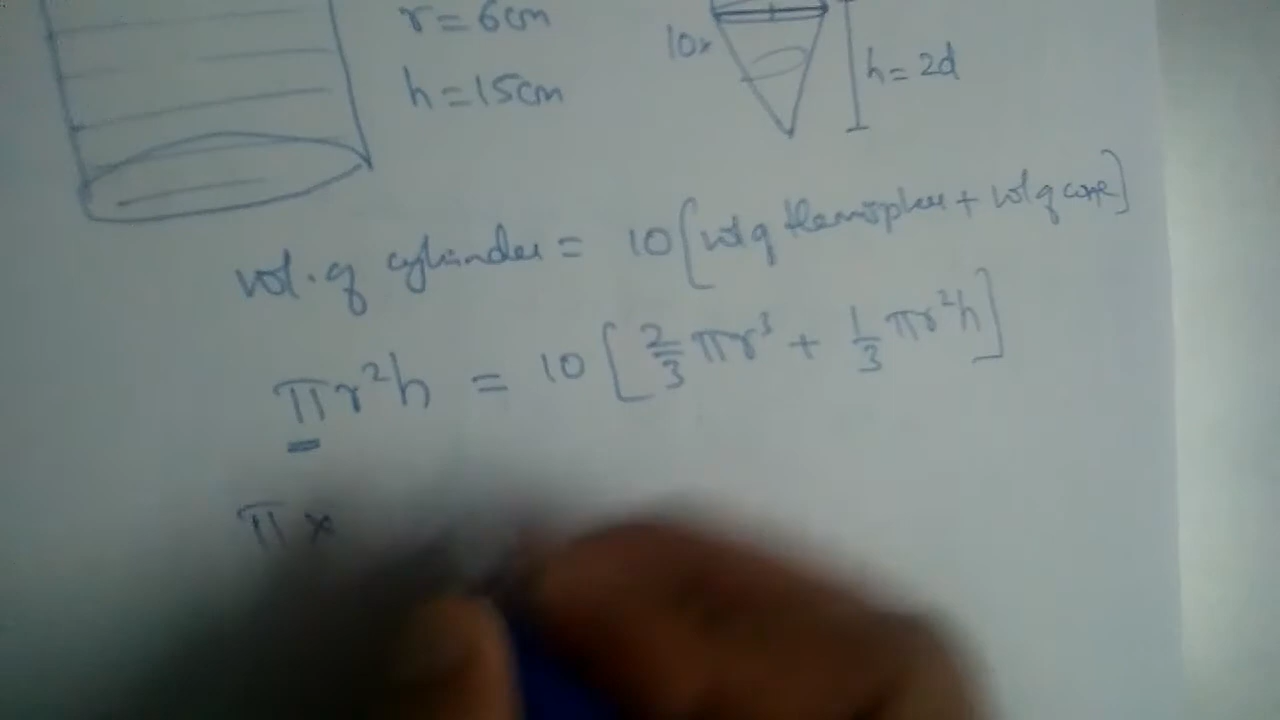 r = 6cm
h = 15cm
10x
h = 2d
vol. of cylinder = 10 [vol of Hemisphere + vol of cone]
πr²h = 10 [2/3 πr³ + 1/3 πr²h]
π ×